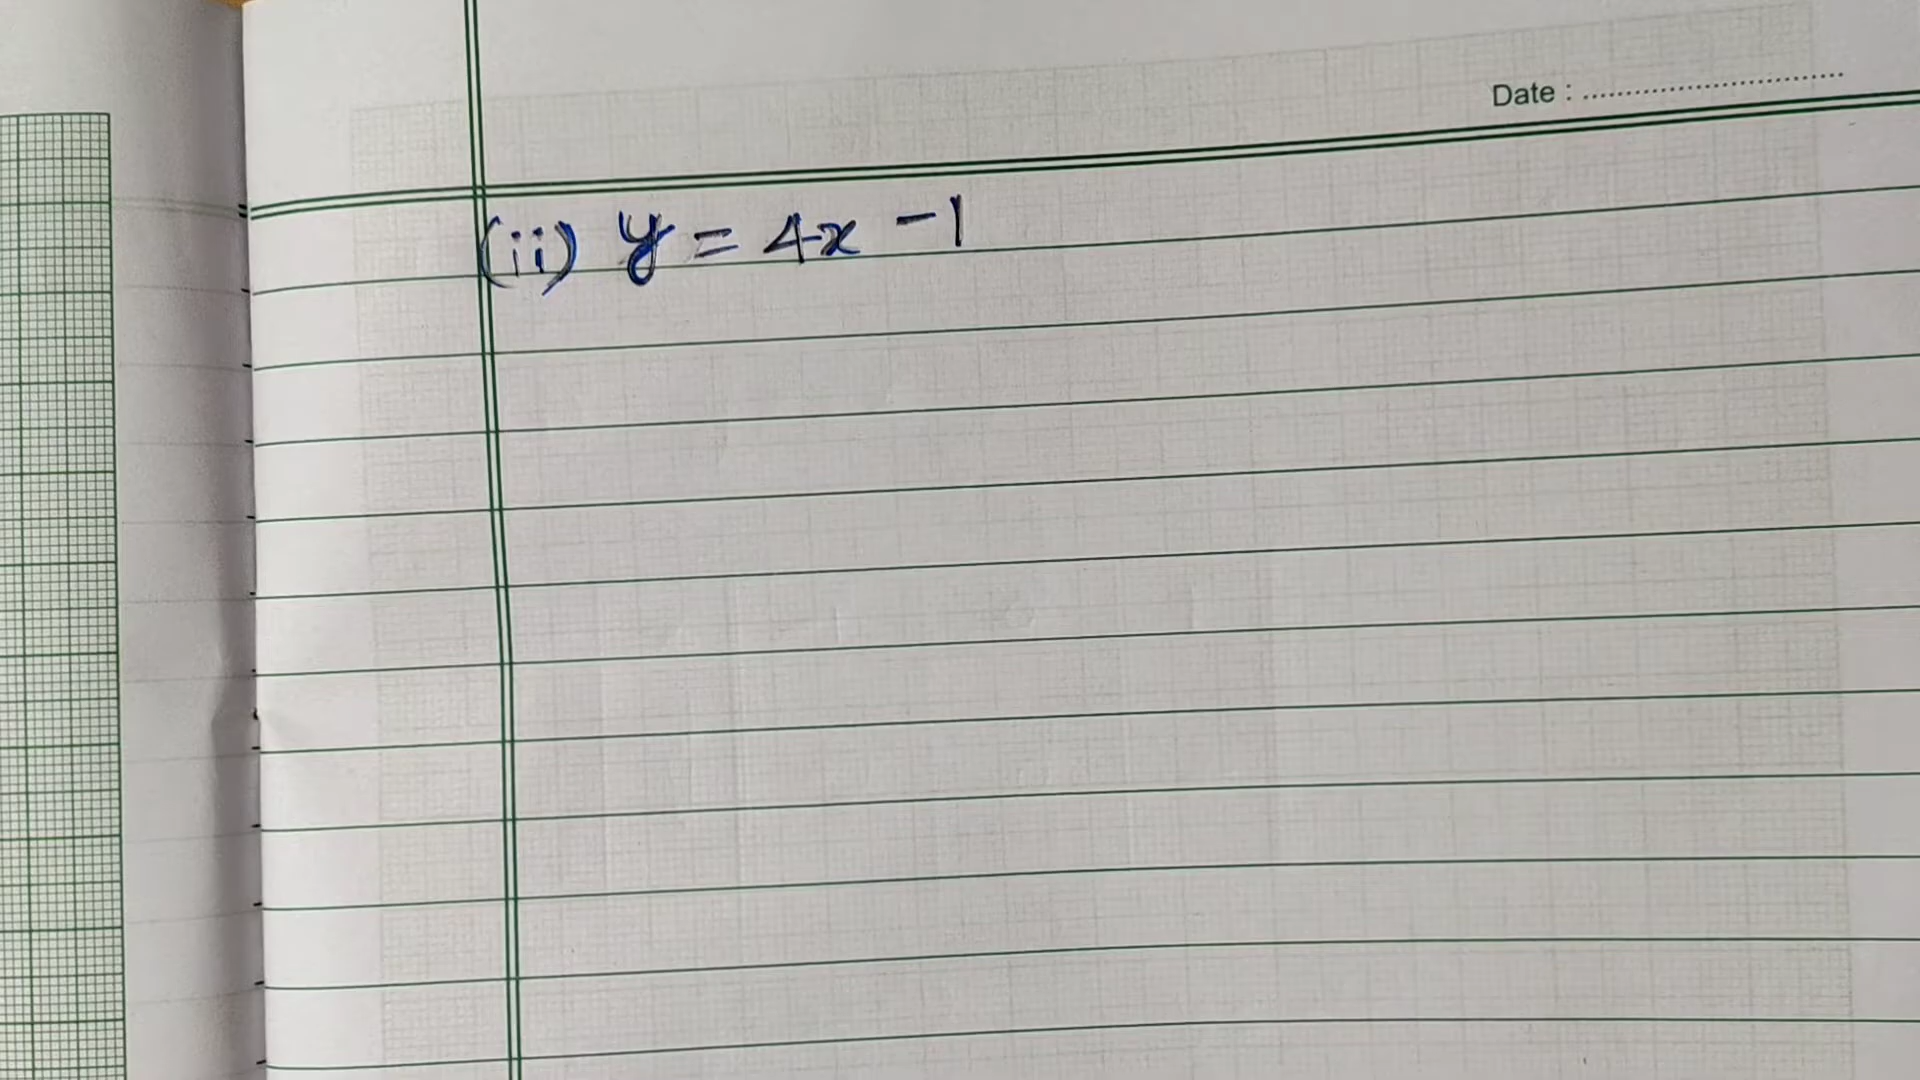 Date : ..............................
(ii) y = 4x - 1